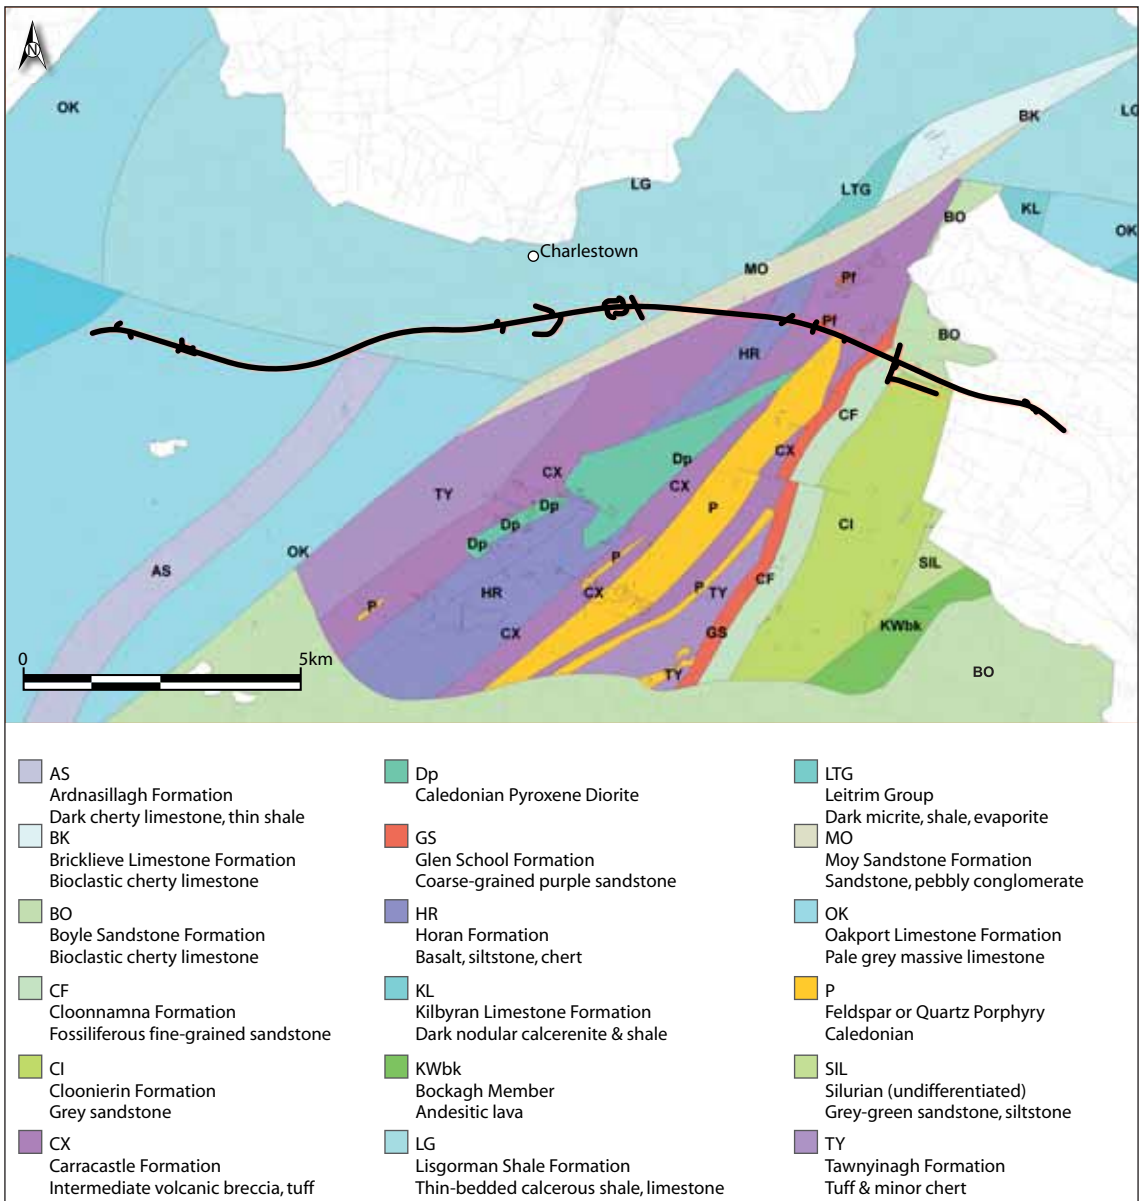 N
OK
LG
BK
LG
LTG
BO
KL
OK
Charlestown
MO
Pf
Pf
BO
HR
CF
Dp
CX
CX
CX
TY
P
Dp
Dp
CI
Dp
OK
P
SIL
AS
CF
HR
CX
P
TY
P
KWbk
CX
GS
0
5km
TY
BO
AS
Ardnasillagh Formation
Dark cherty limestone, thin shale
BK
Bricklieve Limestone Formation
Bioclastic cherty limestone
BO
Boyle Sandstone Formation
Bioclastic cherty limestone
CF
Cloonnamna Formation
Fossiliferous fine-grained sandstone
CI
Cloonierin Formation
Grey sandstone
CX
Carracastle Formation
Intermediate volcanic breccia, tuff
Dp
Caledonian Pyroxene Diorite
GS
Glen School Formation
Coarse-grained purple sandstone
HR
Horan Formation
Basalt, siltstone, chert
KL
Kilbyran Limestone Formation
Dark nodular calcerenite & shale
KWbk
Bockagh Member
Andesitic lava
LG
Lisgorman Shale Formation
Thin-bedded calcerous shale, limestone
LTG
Leitrim Group
Dark micrite, shale, evaporite
MO
Moy Sandstone Formation
Sandstone, pebbly conglomerate
OK
Oakport Limestone Formation
Pale grey massive limestone
P
Feldspar or Quartz Porphyry
Caledonian
SIL
Silurian (undifferentiated)
Grey-green sandstone, siltstone
TY
Tawnyinagh Formation
Tuff & minor chert